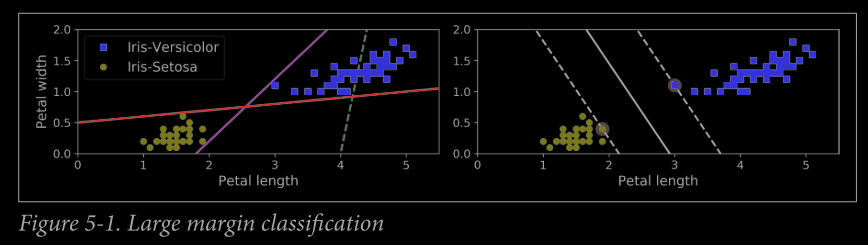 Iris-Versicolor
Iris-Setosa
Petal width
2.0
1.5
1.0
0.5
0.0
0 1 2 3 4 5
Petal length
2.0
1.5
1.0
0.5
0.0
0 1 2 3 4 5
Petal length
Figure 5-1. Large margin classification